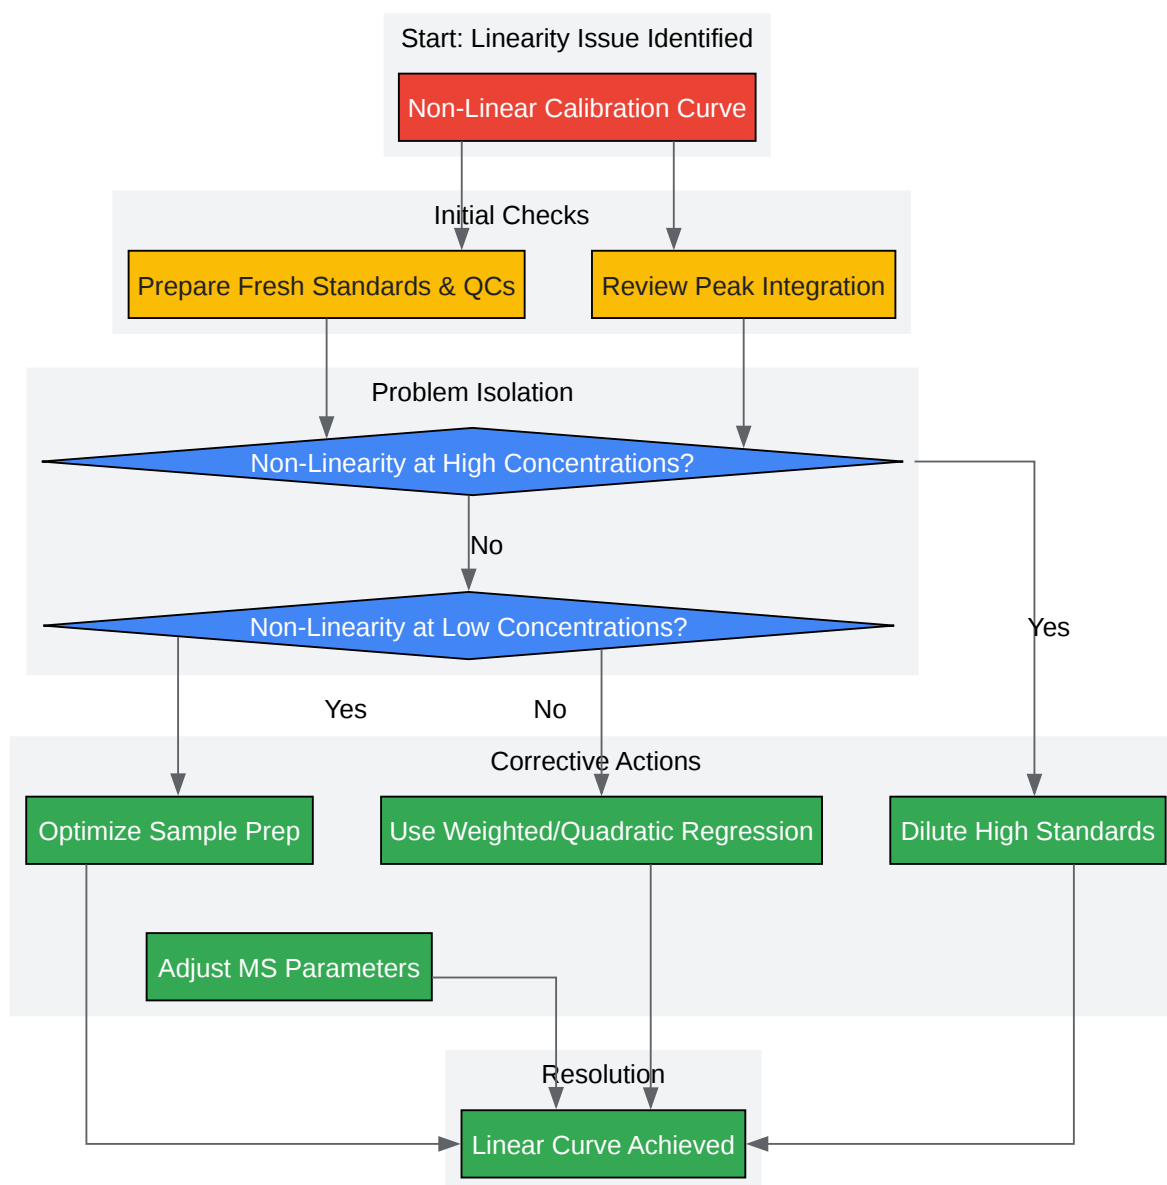 Start: Linearity Issue Identified
Non-Linear Calibration Curve
Initial Checks
Prepare Fresh Standards & QCs
Review Peak Integration
Problem Isolation
Non-Linearity at High Concentrations?
No
Non-Linearity at Low Concentrations?
Yes
Yes
No
Corrective Actions
Optimize Sample Prep
Use Weighted/Quadratic Regression
Dilute High Standards
Adjust MS Parameters
Resolution
Linear Curve Achieved